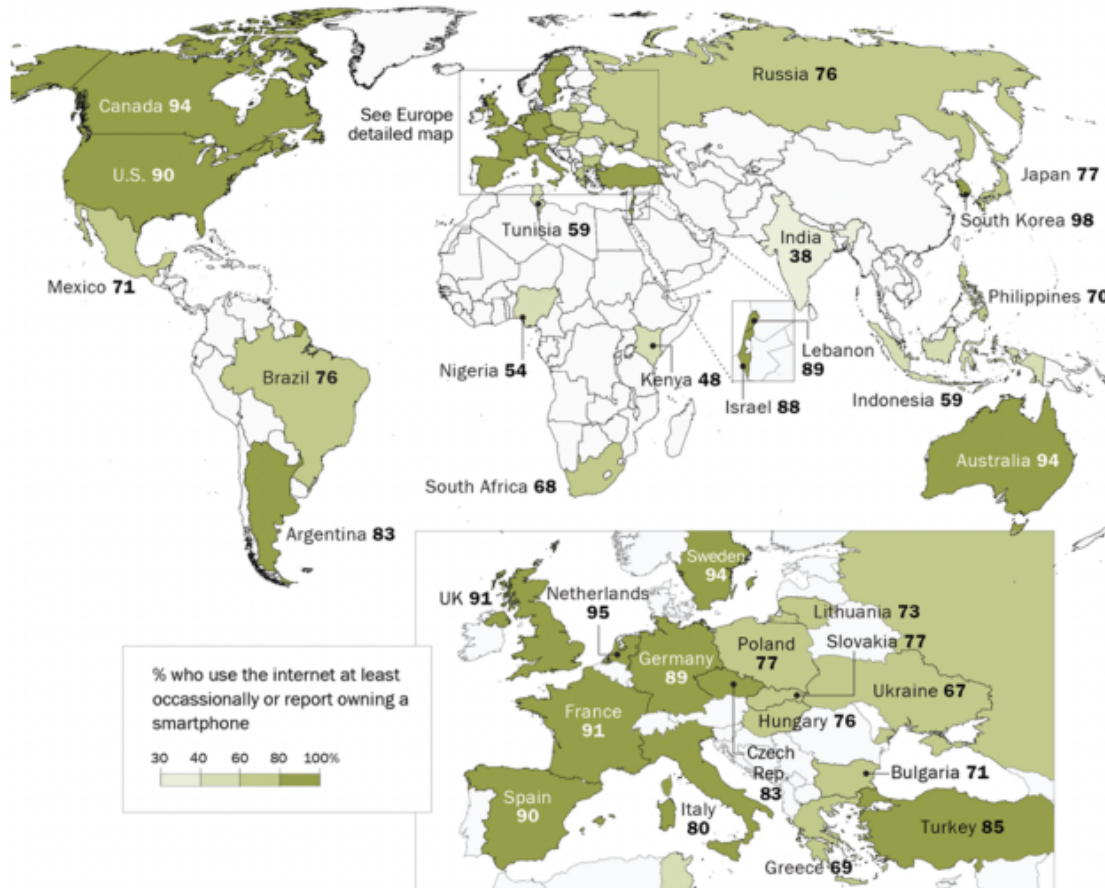 Russia 76
Canada 94
See Europe
detailed map
U.S. 90
Japan 77
South Korea 98
Tunisia 59
India
38
Mexico 71
Philippines 70
Brazil 76
Nigeria 54
Kenya 48
Lebanon
89
Israel 88
Indonesia 59
Australia 94
South Africa 68
Argentina 83
Sweden
94
UK 91
Netherlands
95
Lithuania 73
Slovakia 77
Poland
77
Germany
89
Ukraine 67
France
91
Hungary 76
Czech
Rep.
83
Bulgaria 71
Spain
90
Italy
80
Turkey 85
Greece 69
% who use the internet at least
occassionally or report owning a
smartphone
30 40 60 80 100%